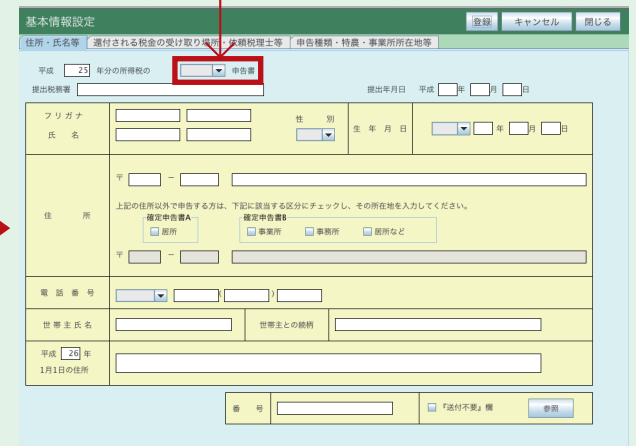 基本情報設定 登録 キャンセル 閉じる
住所・氏名等 還付される税金の受け取り場所・依頼税理士等 申告種類・特農・事業所所在地等
平成 25 年分の所得税の 申告書
提出税務署 提出年月日 平成 年 月 日
フリガナ
氏 名 性 別 生 年 月 日 年 月 日
〒 －
上記の住所以外で申告する方は、下記に該当する区分にチェックし、その所在地を入力してください。
住 所 確定申告書A 確定申告書B
居所 事業所 事務所 居所など
〒 －
電 話 番 号 ( )
世 帯 主 氏 名 世帯主との続柄
平成 26 年
1月1日の住所
番 号 『送付不要』欄 参照